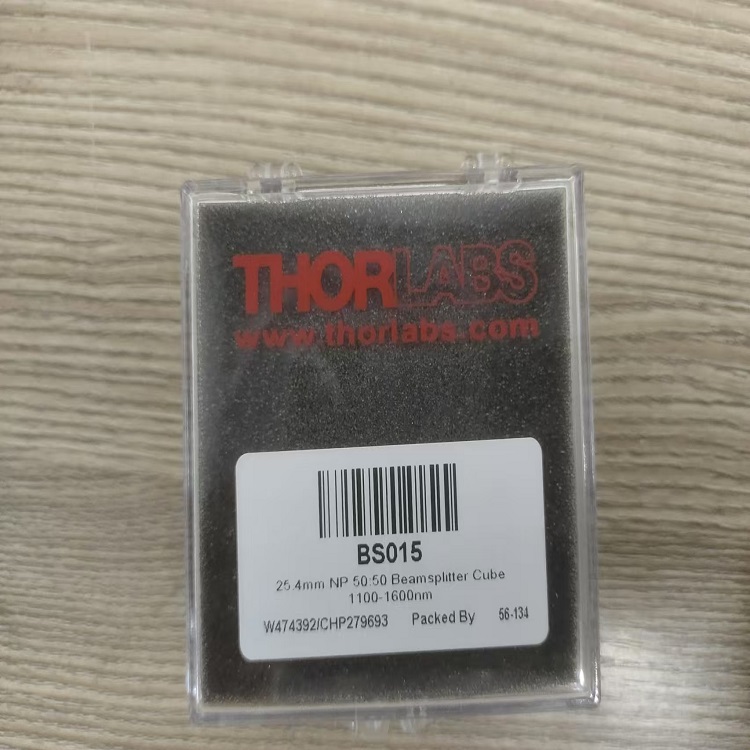 THORLABS
www.thorlabs.com
BS015
25.4mm NP 50:50 Beamsplitter Cube
1100-1600nm
W474392/CHP279693 Packed By 56-134